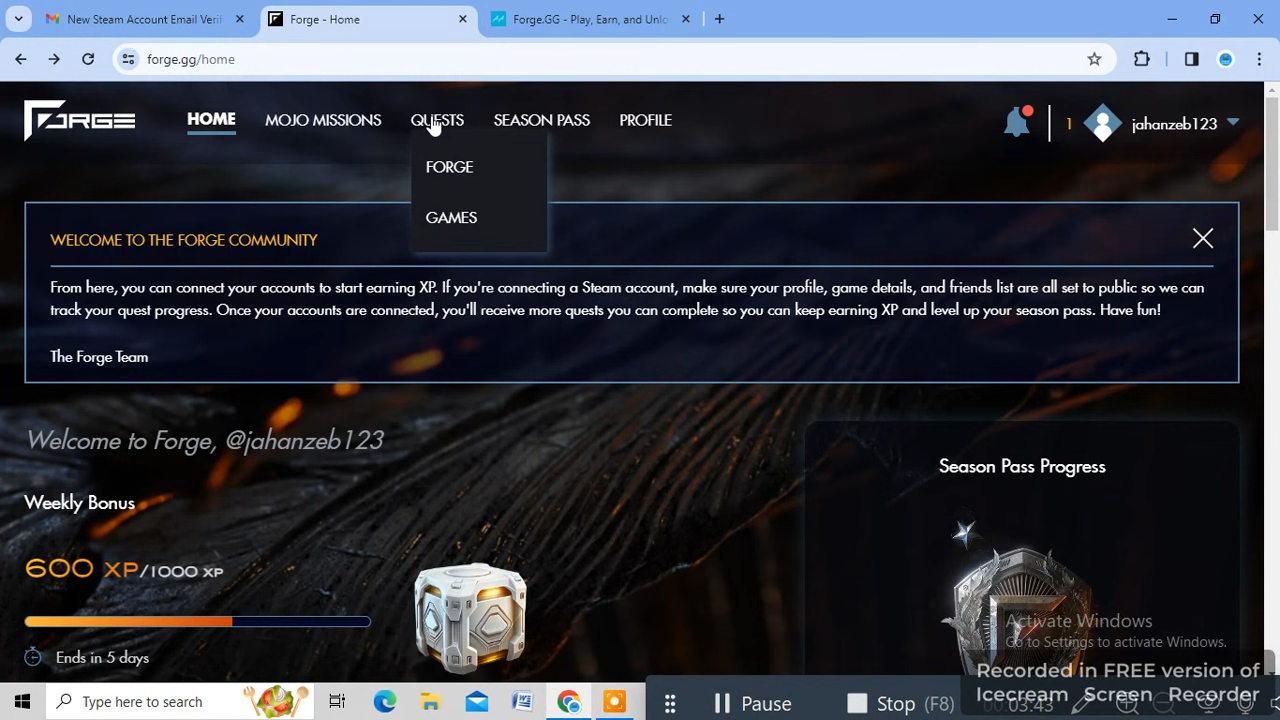 New Steam Account Email Verif
Forge - Home
Forge.GG - Play, Earn, and Unlo
forge.gg/home
FORGE
HOME
MOJO MISSIONS
QUESTS
SEASON PASS
PROFILE
1
jahanzeb123
FORGE
GAMES
WELCOME TO THE FORGE COMMUNITY
From here, you can connect your accounts to start earning XP. If you're connecting a Steam account, make sure your profile, game details, and friends list are all set to public so we can
track your quest progress. Once your accounts are connected, you'll receive more quests you can complete so you can keep earning XP and level up your season pass. Have fun!
The Forge Team
Welcome to Forge, @jahanzeb123
Weekly Bonus
600 XP/1000 XP
Ends in 5 days
Season Pass Progress
Activate Windows
Go to Settings to activate Windows.
Recorded in FREE version of
Icecream Screen Recorder
Type here to search
Pause
Stop (F8)
00:03:43